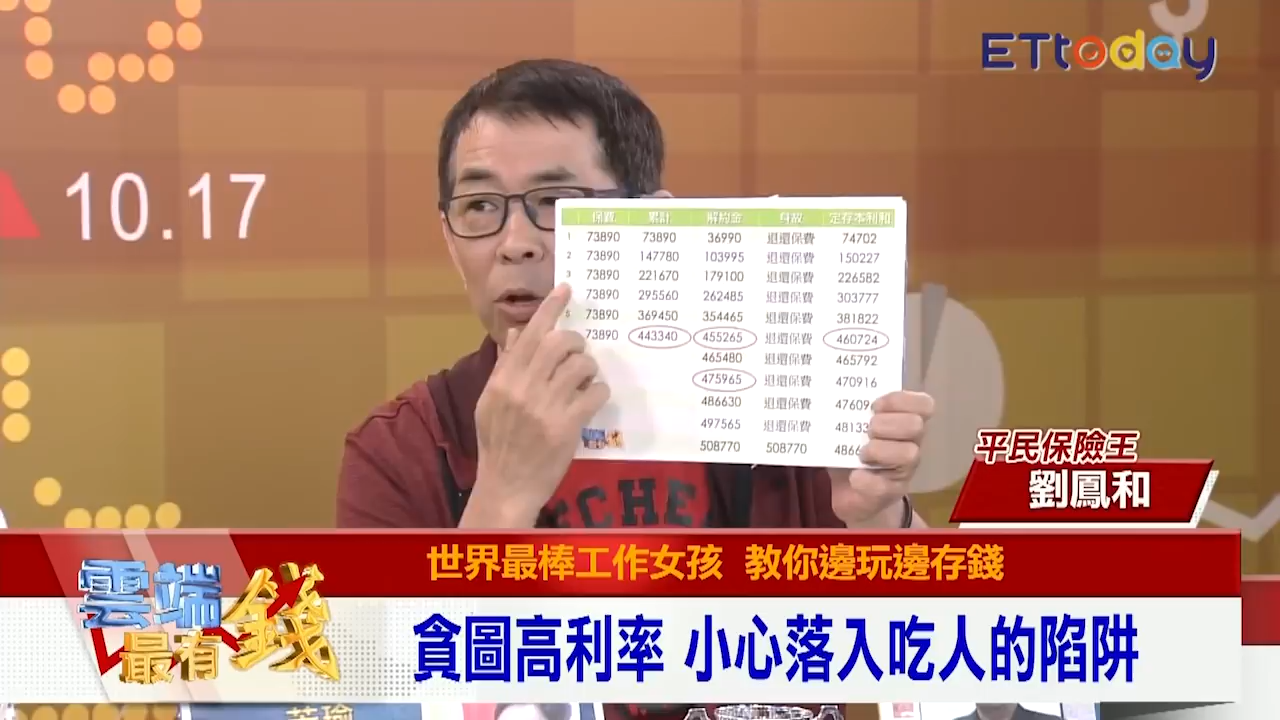 ETtoday
10.17
保費 累計 解約金 身故 定存本利和
1 73890 73890 36990 退還保費 74702
2 73890 147780 103995 退還保費 150227
3 73890 221670 179100 退還保費 226582
73890 295560 262485 退還保費 303777
5 73890 369450 354465 退還保費 381822
73890 443340 455265 退還保費 460724
465480 退還保費 465792
475965 退還保費 470916
486630 退還保費 47609
497565 退還保費 4813
508770 508770 486
平民保險王
劉鳳和
世界最棒工作女孩 教你邊玩邊存錢
雲端最有錢
貪圖高利率 小心落入吃人的陷阱